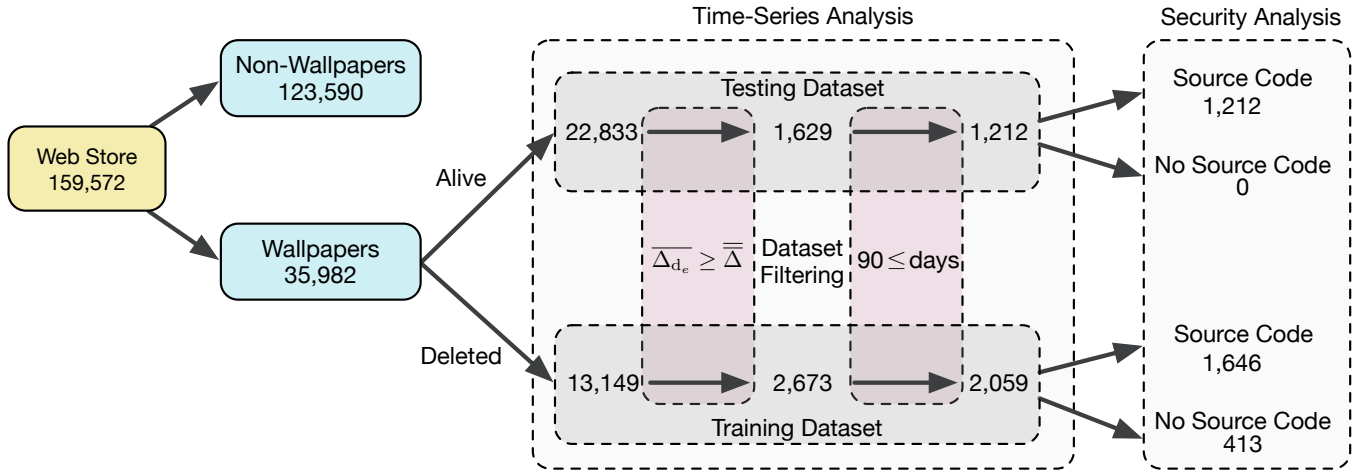 Time-Series Analysis
Security Analysis
Web Store
159,572
Non-Wallpapers
123,590
Wallpapers
35,982
Alive
Deleted
Testing Dataset
22,833
1,629
1,212
$\overline{\Delta_{\mathrm{d}_e}} \geq \overline{\overline{\Delta}}$
Dataset
Filtering
90 ≤ days
13,149
2,673
2,059
Training Dataset
Source Code
1,212
No Source Code
0
Source Code
1,646
No Source Code
413